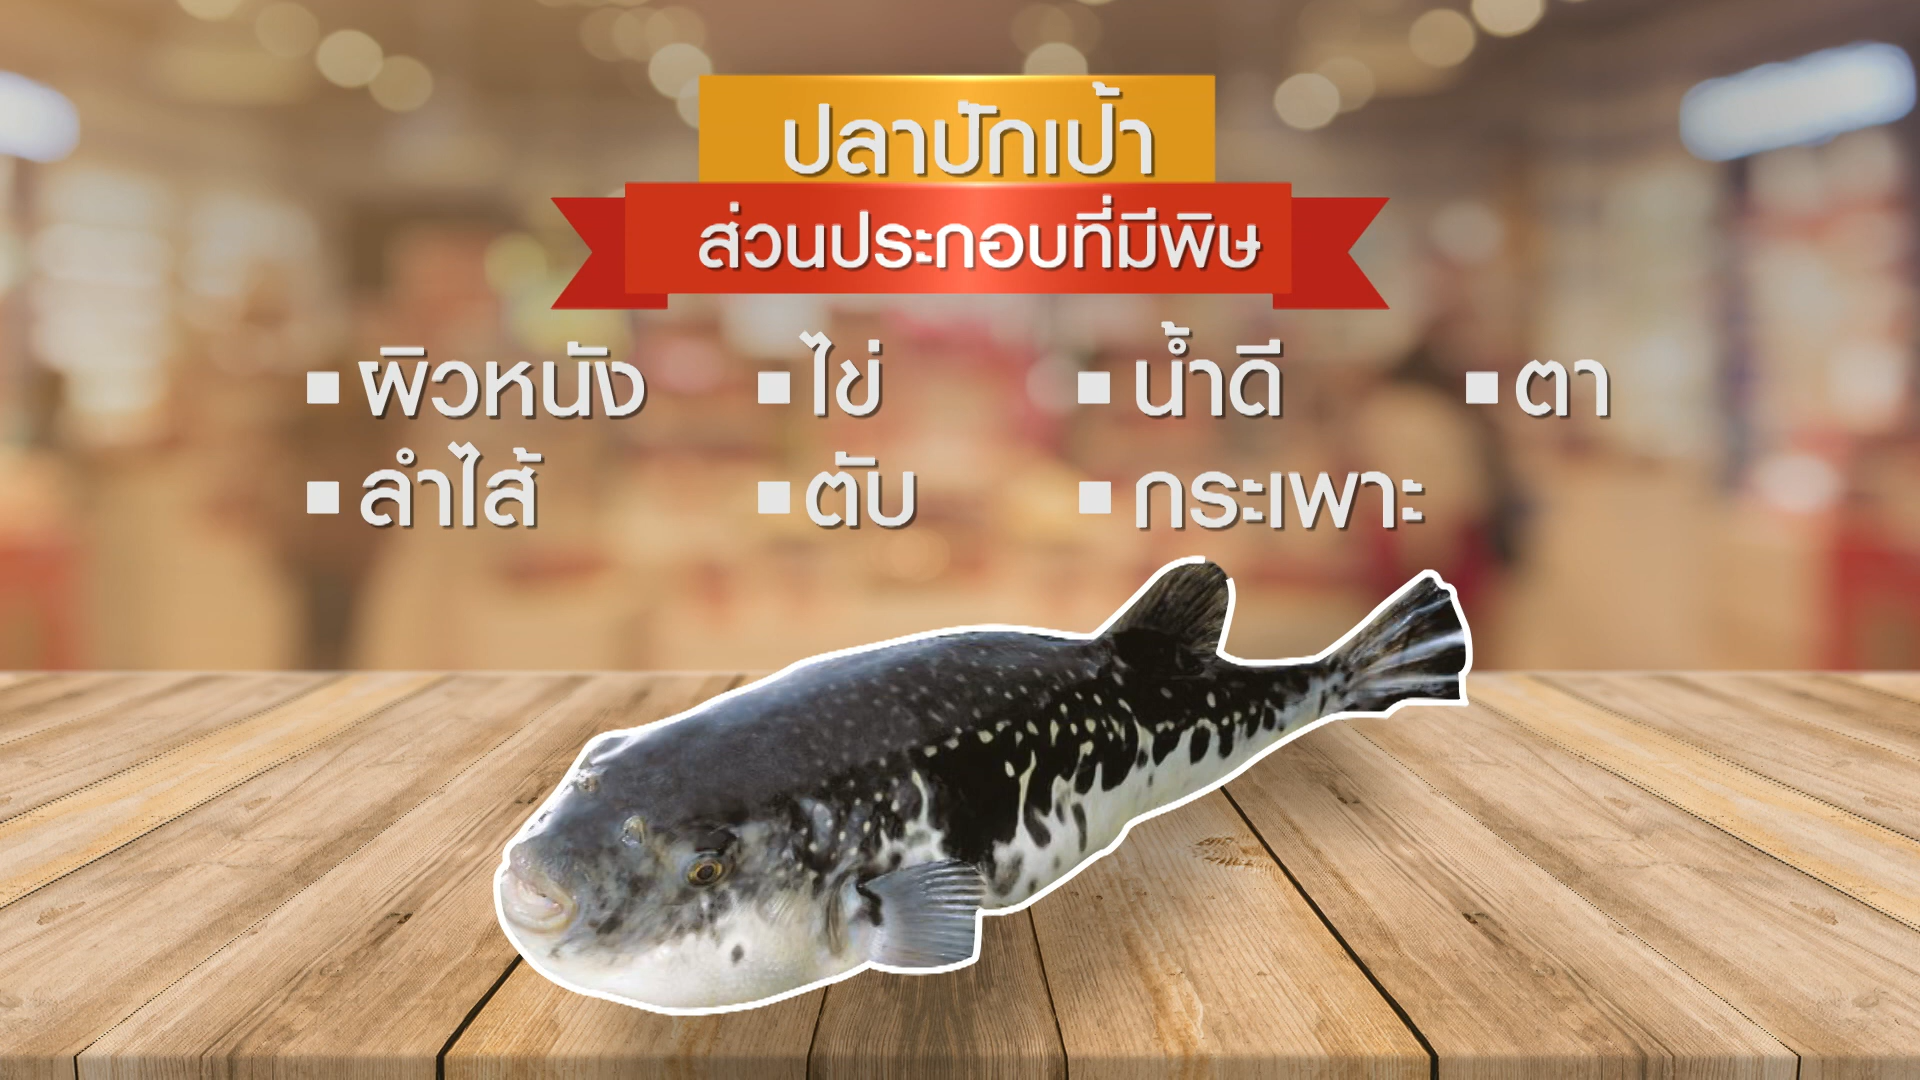 ปลาปักเป้า
ส่วนประกอบที่มีพิษ
▪ ผิวหนัง ▪ ไข่ ▪ น้ำดี ▪ ตา
▪ ลำไส้ ▪ ตับ ▪ กระเพาะ